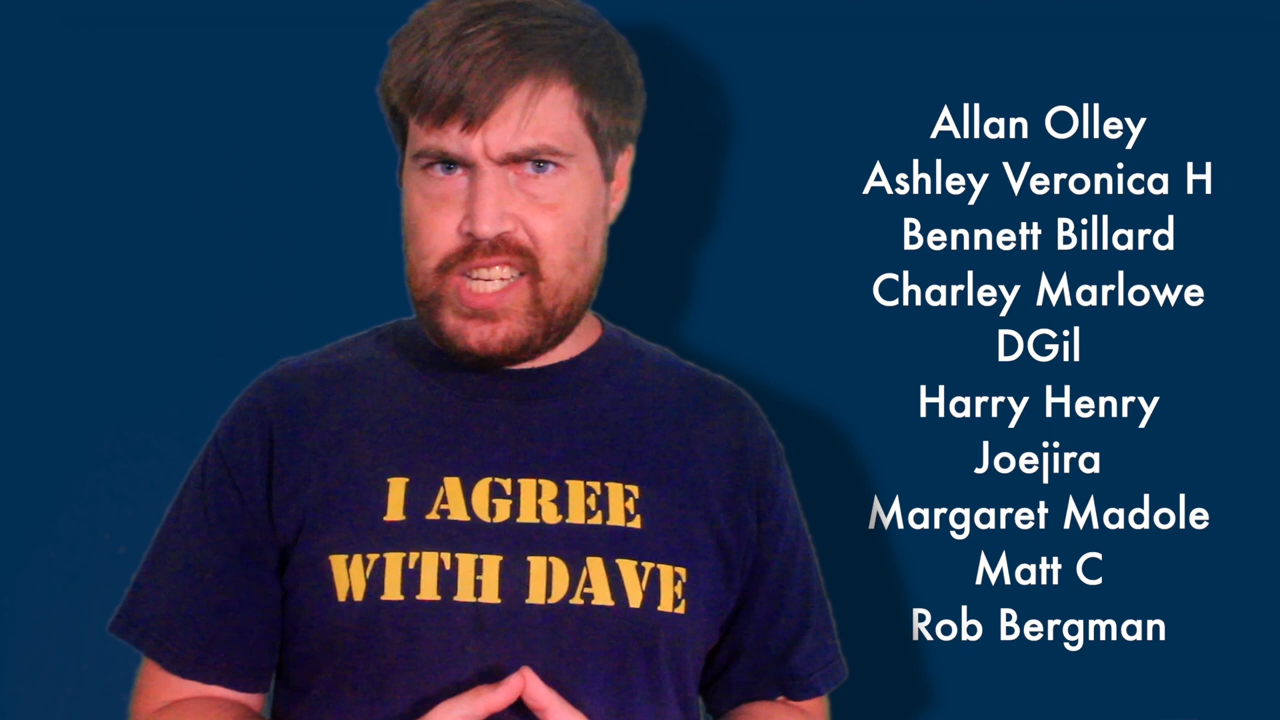 I AGREE
WITH DAVE
Allan Olley
Ashley Veronica H
Bennett Billard
Charley Marlowe
DGil
Harry Henry
Joejira
Margaret Madole
Matt C
Rob Bergman